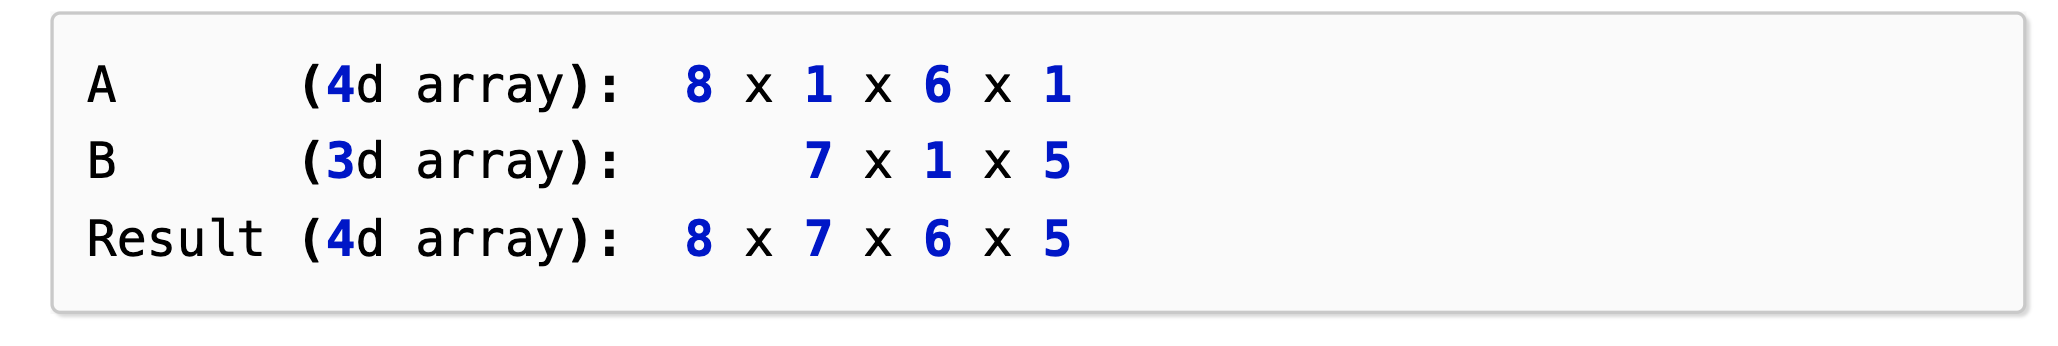 A      (4d array):  8 x 1 x 6 x 1
B      (3d array):      7 x 1 x 5
Result (4d array):  8 x 7 x 6 x 5